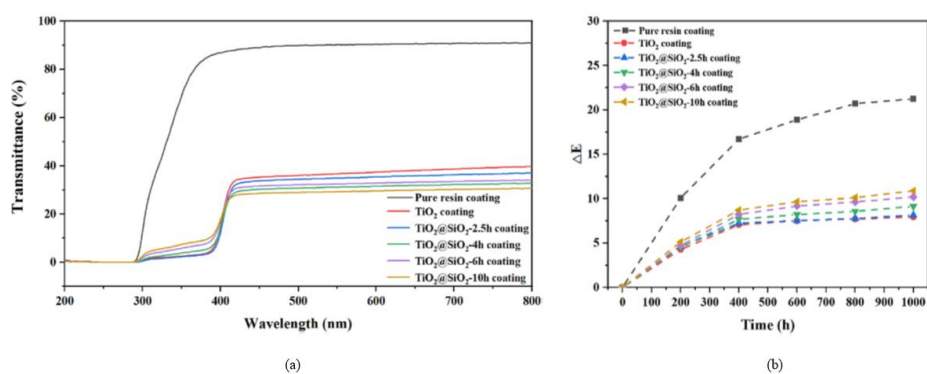 100
80
60
40
20
0
Transmittance (%)
Pure resin coating
TiO₂ coating
TiO₂@SiO₂-2.5h coating
TiO₂@SiO₂-4h coating
TiO₂@SiO₂-6h coating
TiO₂@SiO₂-10h coating
200 300 400 500 600 700 800
Wavelength (nm)
(a)
30
25
20
15
10
5
0
△E
Pure resin coating
TiO₂ coating
TiO₂@SiO₂-2.5h coating
TiO₂@SiO₂-4h coating
TiO₂@SiO₂-6h coating
TiO₂@SiO₂-10h coating
0 100 200 300 400 500 600 700 800 900 1000
Time (h)
(b)